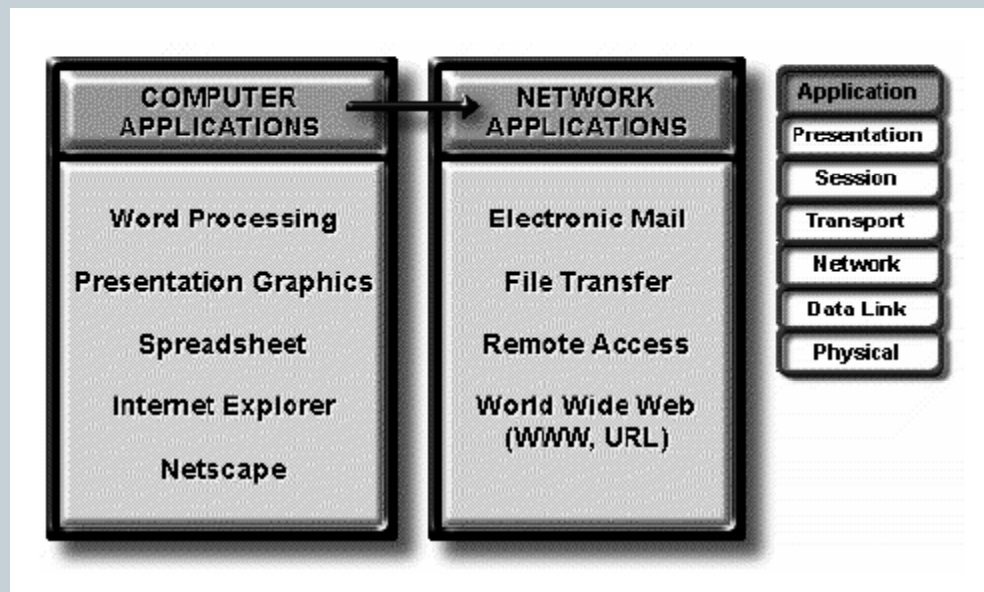 COMPUTER
APPLICATIONS
Word Processing
Presentation Graphics
Spreadsheet
Internet Explorer
Netscape
NETWORK
APPLICATIONS
Electronic Mail
File Transfer
Remote Access
World Wide Web
(WWW, URL)
Application
Presentation
Session
Transport
Network
Data Link
Physical